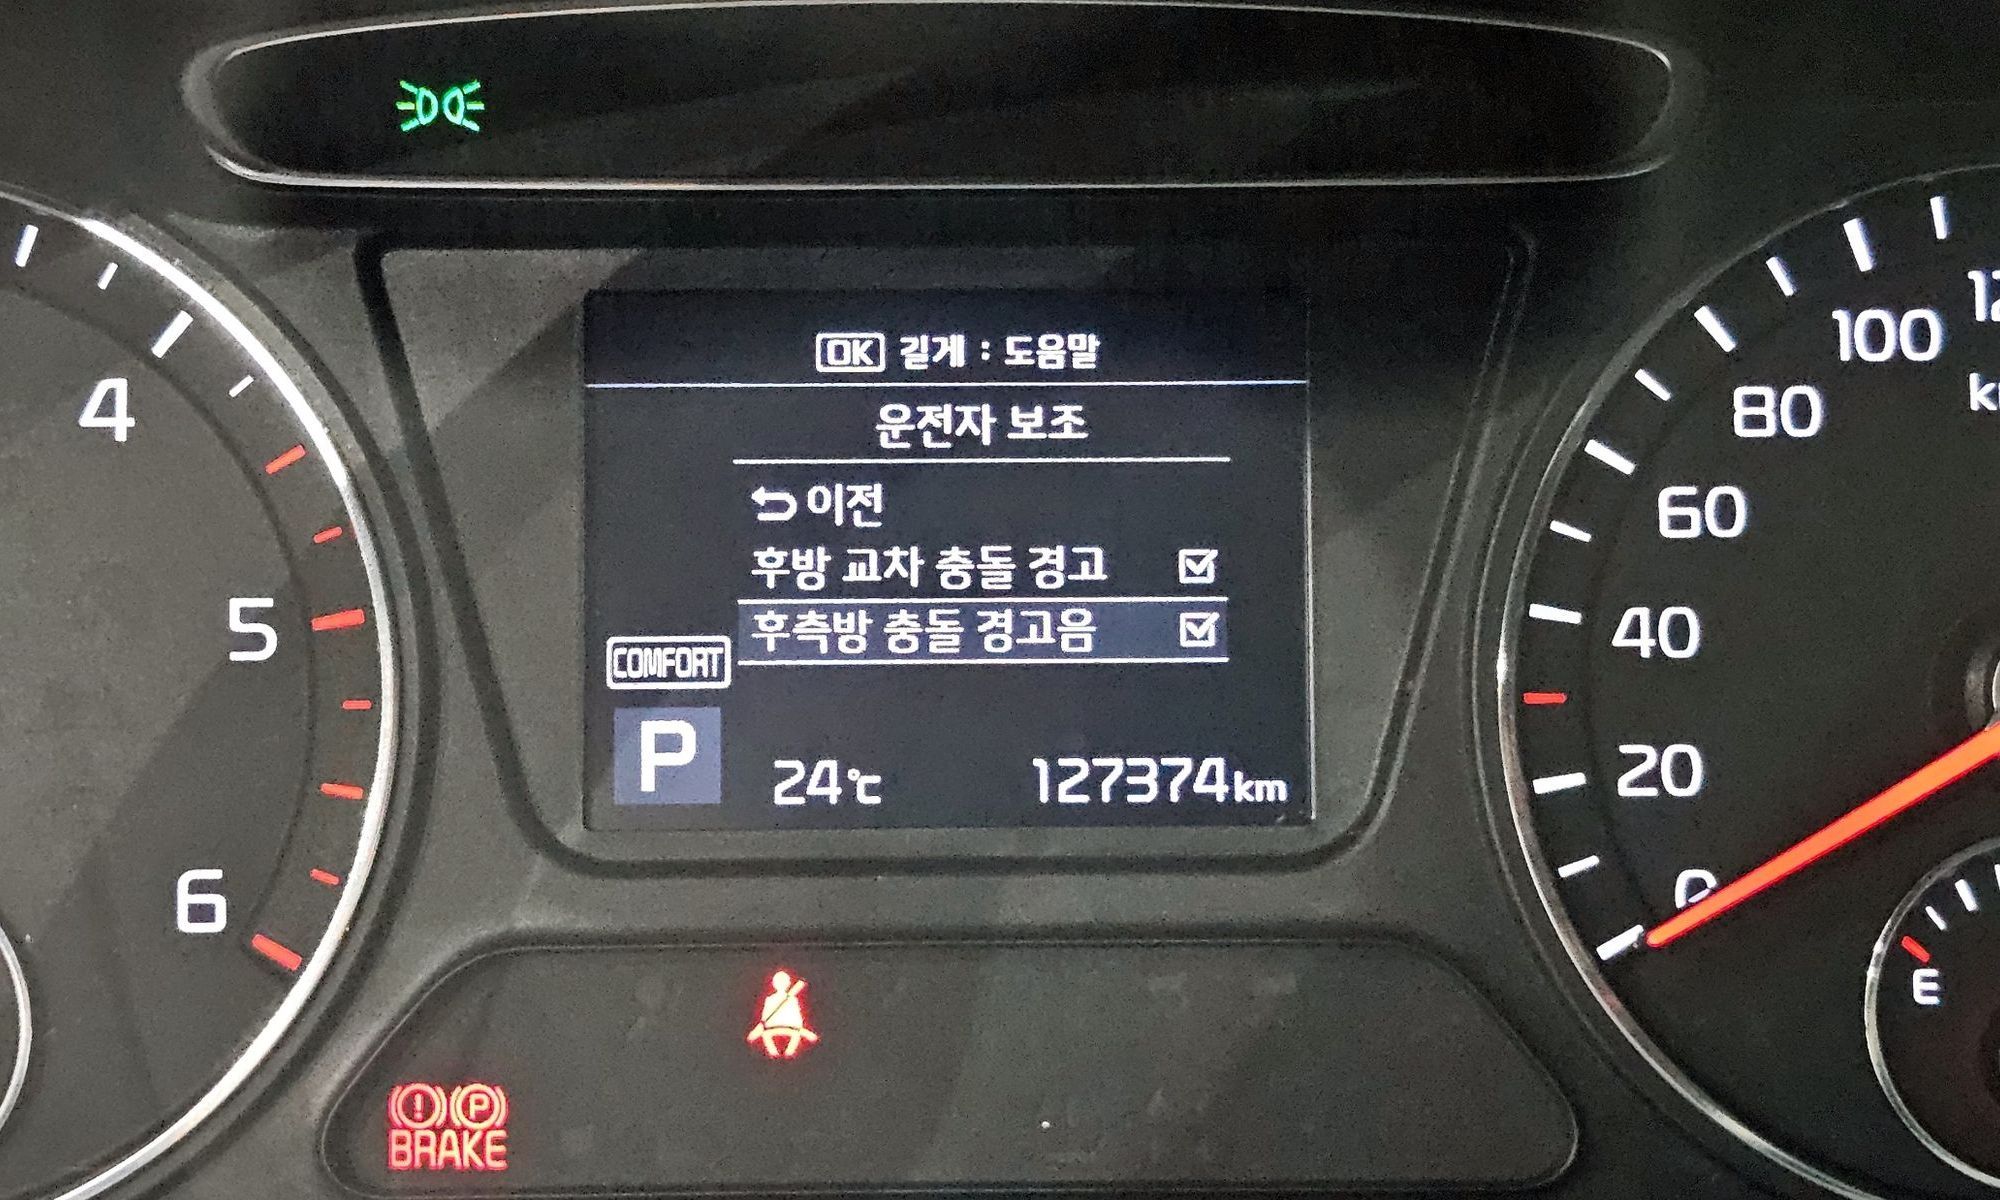 OK 길게 : 도움말
운전자 보조
이전
후방 교차 충돌 경고
후측방 충돌 경고음
COMFORT
P
24℃
127374km
4
5
6
100
80
60
40
20
0
E
BRAKE